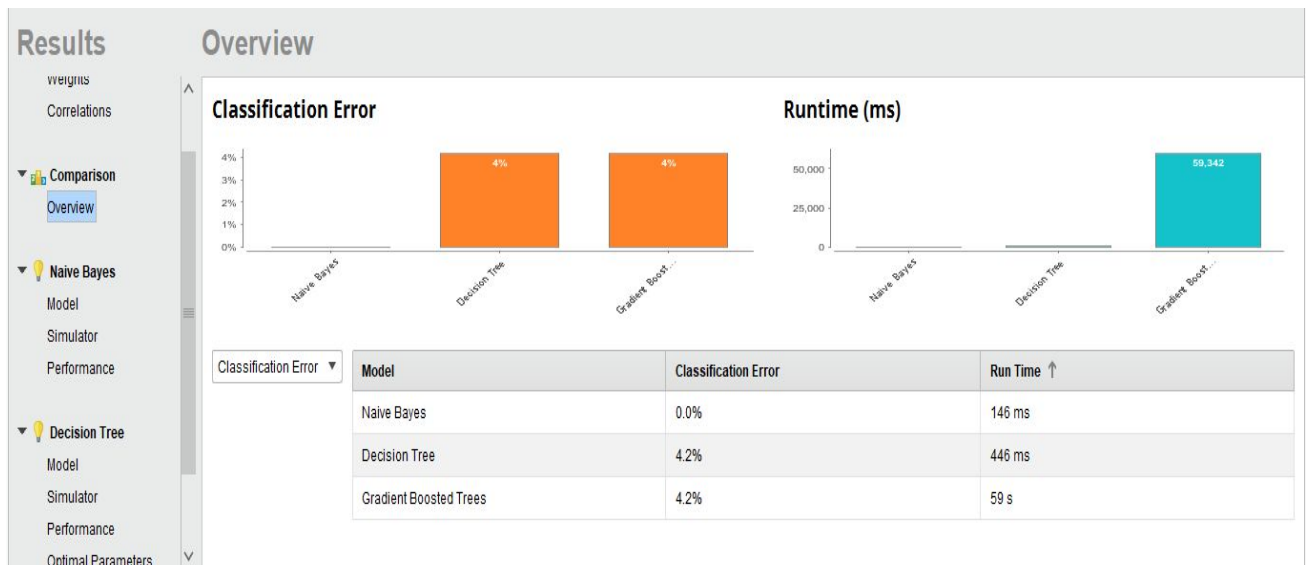 Results
Overview
Weights
Correlations
Comparison
Overview
Naive Bayes
Model
Simulator
Performance
Decision Tree
Model
Simulator
Performance
Optimal Parameters
Classification Error
4%
3%
2%
1%
0%
4%
4%
Naive Bayes
Decision Tree
Gradient Boost...
Runtime (ms)
50,000
25,000
0
59,342
Naive Bayes
Decision Tree
Gradient Boost...
Classification Error
Model Classification Error Run Time ↑
Naive Bayes 0.0% 146 ms
Decision Tree 4.2% 446 ms
Gradient Boosted Trees 4.2% 59 s